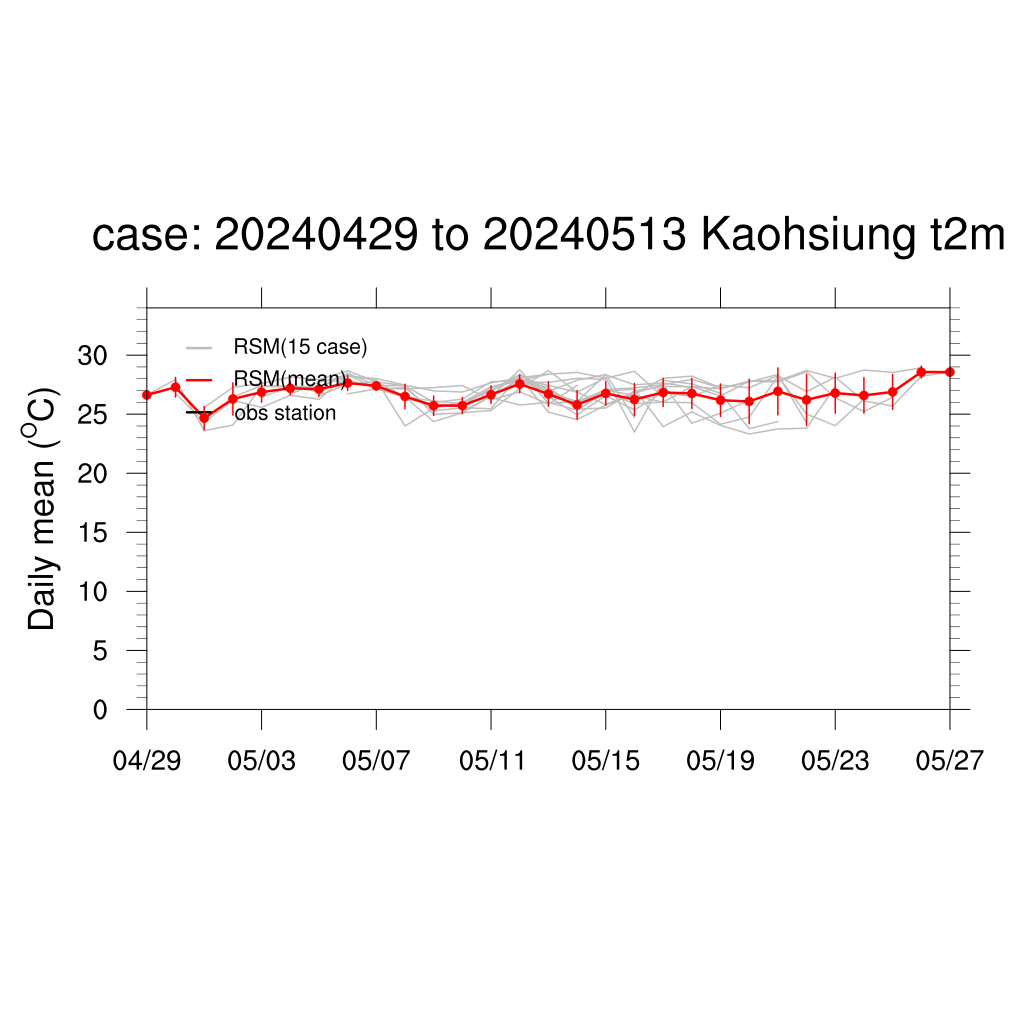 case: 20240429 to 20240513 Kaohsiung t2m
RSM(15 case)
RSM(mean)
obs station
Daily mean (OC)
30
25
20
15
10
5
0
04/29 05/03 05/07 05/11 05/15 05/19 05/23 05/27